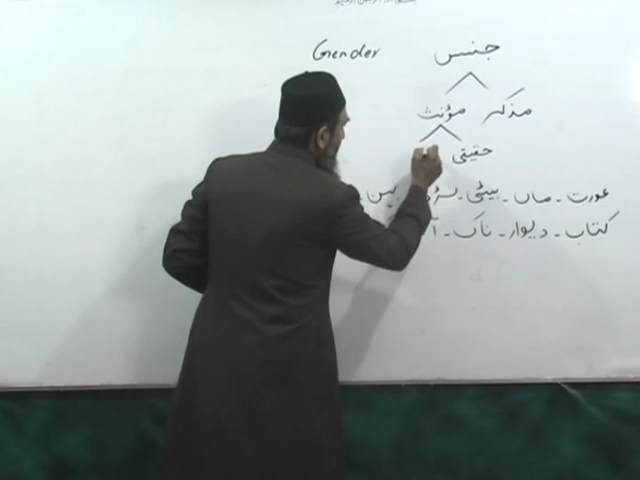 جنس Gender
مذکر مؤنث
حقیقی
عورت - ماں - بیٹی - بہن
کتاب - دیوار - ناک -